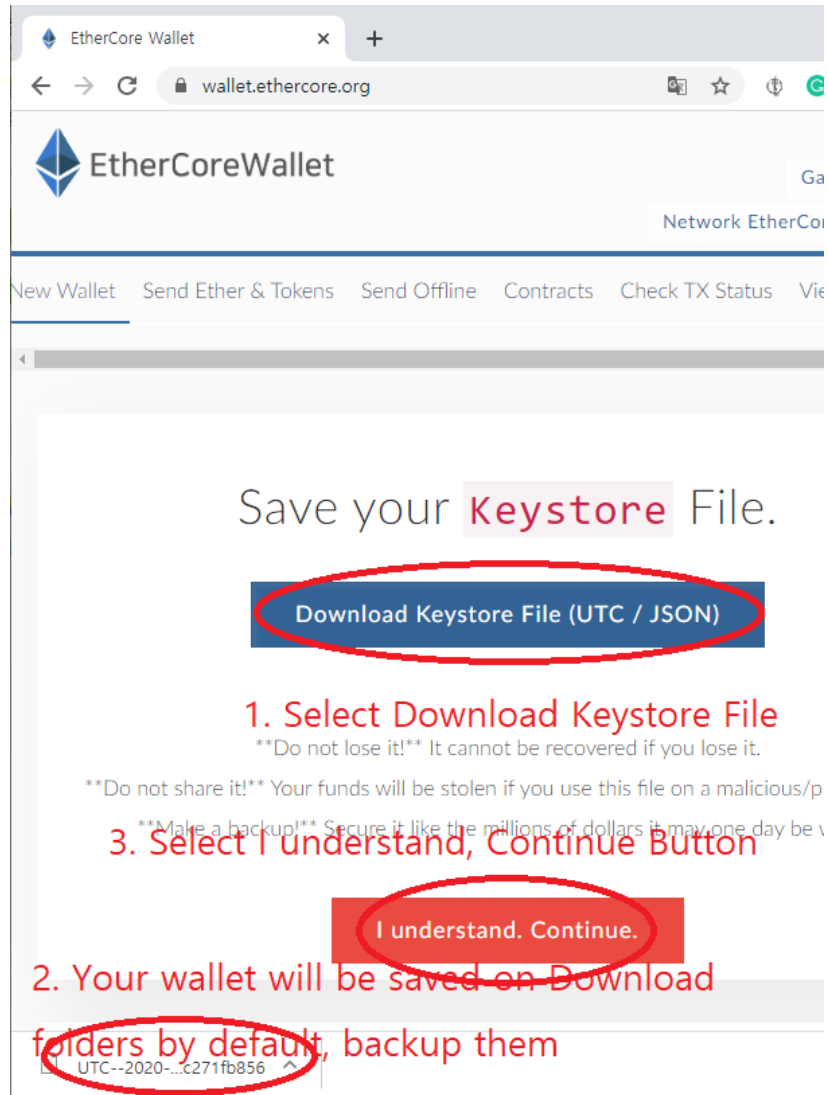 EtherCore Wallet
wallet.ethercore.org
EtherCoreWallet
Ga
Network EtherCor
New Wallet Send Ether & Tokens Send Offline Contracts Check TX Status Vie
Save your Keystore File.
Download Keystore File (UTC / JSON)
1. Select Download Keystore File
**Do not lose it!** It cannot be recovered if you lose it.
**Do not share it!** Your funds will be stolen if you use this file on a malicious/p
**Make a backup!** Secure it like the millions of dollars it may one day be w
3. Select I understand, Continue Button
I understand. Continue.
2. Your wallet will be saved on Download
folders by default, backup them
UTC--2020-...c271fb856